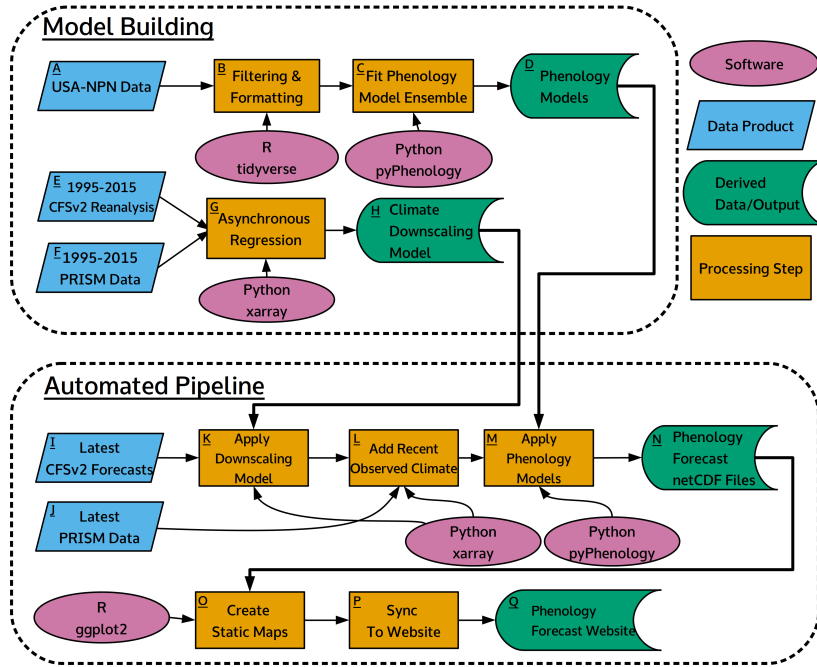 Model Building
A
USA-NPN Data
B
Filtering &
Formatting
C
Fit Phenology
Model Ensemble
D
Phenology
Models
R
tidyverse
Python
pyPhenology
E
1995-2015
CFSv2 Reanalysis
F
1995-2015
PRISM Data
G
Asynchronous
Regression
H
Climate
Downscaling
Model
Python
xarray
Software
Data Product
Derived
Data/Output
Processing Step
Automated Pipeline
I
Latest
CFSv2 Forecasts
J
Latest
PRISM Data
K
Apply
Downscaling
Model
L
Add Recent
Observed Climate
M
Apply
Phenology
Models
N
Phenology
Forecast
netCDF Files
Python
xarray
Python
pyPhenology
R
ggplot2
O
Create
Static Maps
P
Sync
To Website
Q
Phenology
Forecast Website